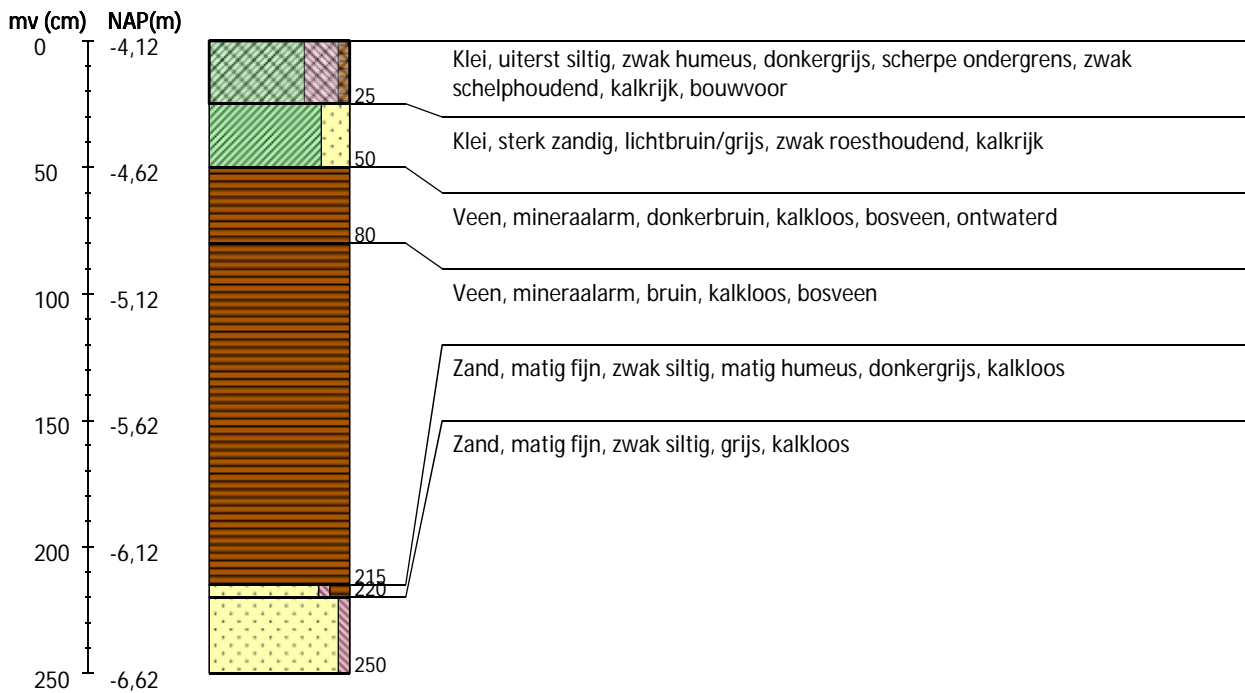 mv (cm) NAP(m)
0 -4,12
Klei, uiterst siltig, zwak humeus, donkergrijs, scherpe ondergrens, zwak
schelphoudend, kalkrijk, bouwvoor
25
Klei, sterk zandig, lichtbruin/grijs, zwak roesthoudend, kalkrijk
50
50 -4,62
Veen, mineraalarm, donkerbruin, kalkloos, bosveen, ontwaterd
80
100 -5,12
Veen, mineraalarm, bruin, kalkloos, bosveen
Zand, matig fijn, zwak siltig, matig humeus, donkergrijs, kalkloos
150 -5,62
Zand, matig fijn, zwak siltig, grijs, kalkloos
200 -6,12
215
220
250
250 -6,62